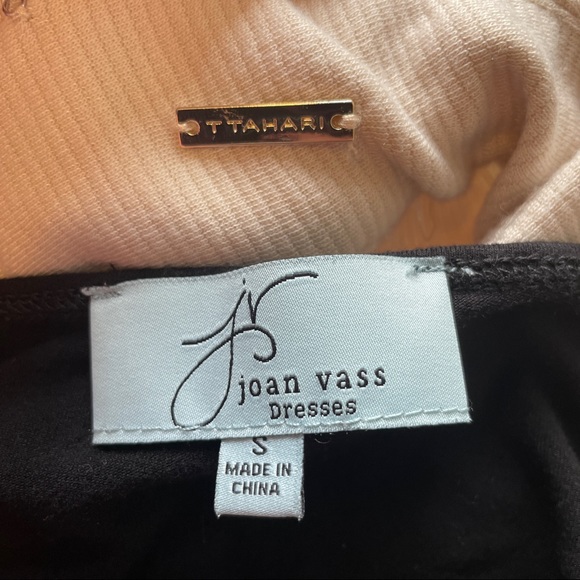 T TAHARI
jv
joan vass
Dresses
S
MADE IN
CHINA